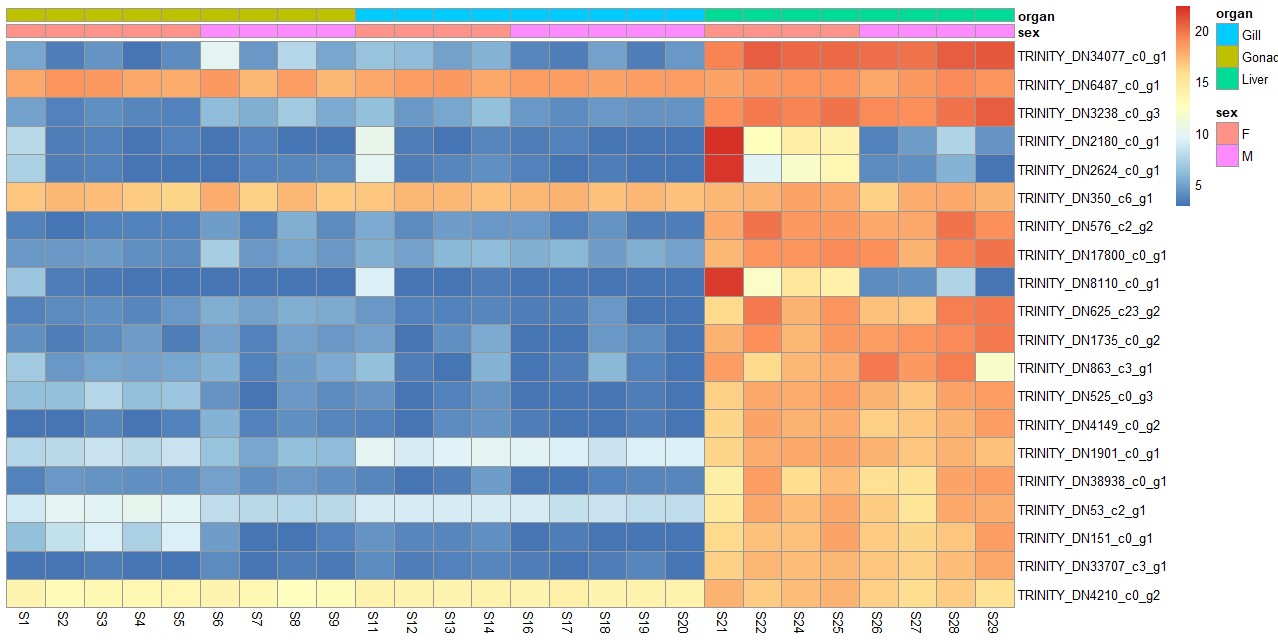 organ
sex
TRINITY_DN34077_c0_g1
TRINITY_DN6487_c0_g1
TRINITY_DN3238_c0_g3
TRINITY_DN2180_c0_g1
TRINITY_DN2624_c0_g1
TRINITY_DN350_c6_g1
TRINITY_DN576_c2_g2
TRINITY_DN17800_c0_g1
TRINITY_DN8110_c0_g1
TRINITY_DN625_c23_g2
TRINITY_DN1735_c0_g2
TRINITY_DN863_c3_g1
TRINITY_DN525_c0_g3
TRINITY_DN4149_c0_g2
TRINITY_DN1901_c0_g1
TRINITY_DN38938_c0_g1
TRINITY_DN53_c2_g1
TRINITY_DN151_c0_g1
TRINITY_DN33707_c3_g1
TRINITY_DN4210_c0_g2
S1 S2 S3 S4 S5 S6 S7 S8 S9 S11 S12 S13 S14 S16 S17 S18 S19 S20 S21 S22 S24 S25 S26 S27 S28 S29
20
15
10
5
organ
Gill
Gonad
Liver
sex
F
M